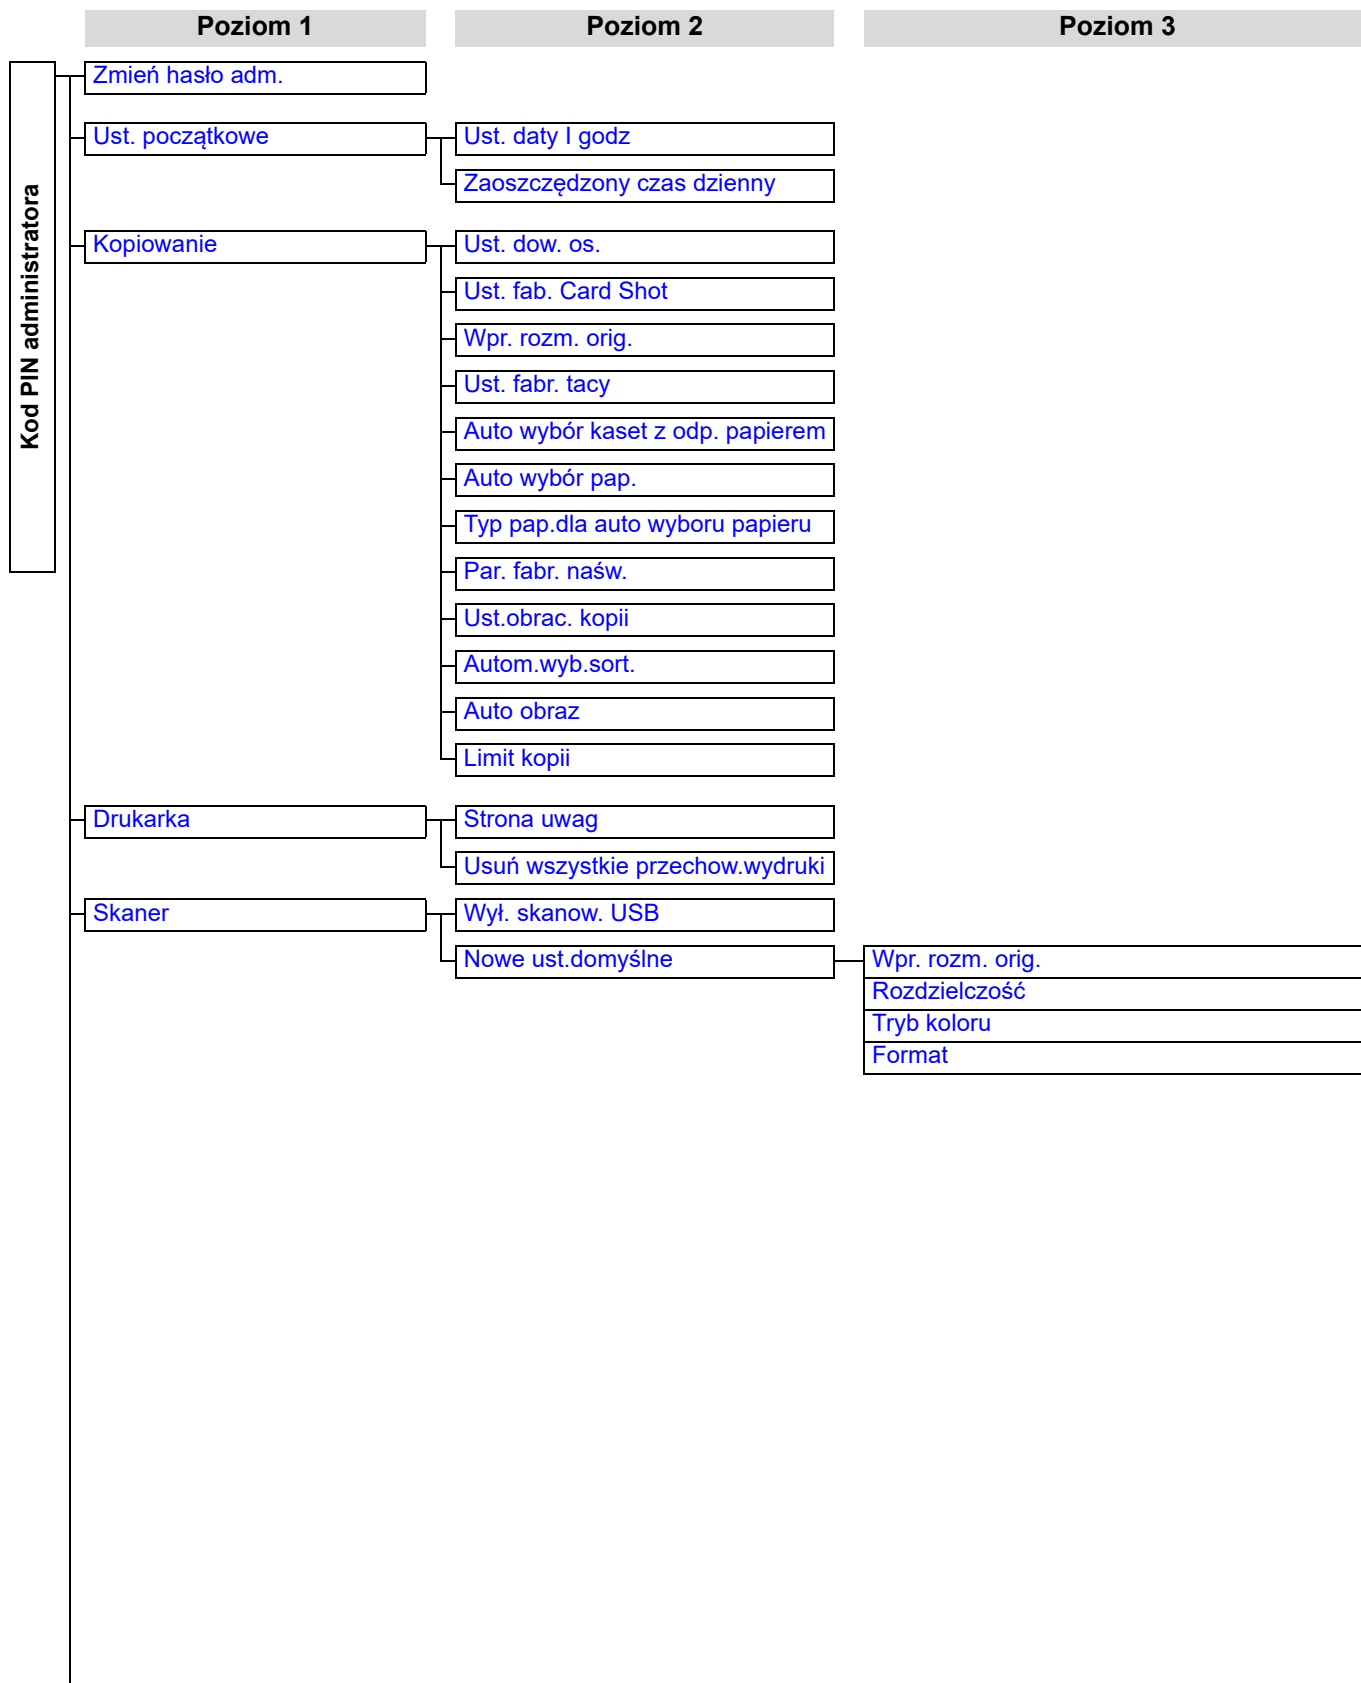 Poziom 1
Poziom 2
Poziom 3
Kod PIN administratora
Zmień hasło adm.
Ust. początkowe
Ust. daty I godz
Zaoszczędzony czas dzienny
Kopiowanie
Ust. dow. os.
Ust. fab. Card Shot
Wpr. rozm. orig.
Ust. fabr. tacy
Auto wybór kaset z odp. papierem
Auto wybór pap.
Typ pap.dla auto wyboru papieru
Par. fabr. naśw.
Ust.obrac. kopii
Autom.wyb.sort.
Auto obraz
Limit kopii
Drukarka
Strona uwag
Usuń wszystkie przechow.wydruki
Skaner
Wył. skanow. USB
Nowe ust.domyślne
Wpr. rozm. orig.
Rozdzielczość
Tryb koloru
Format